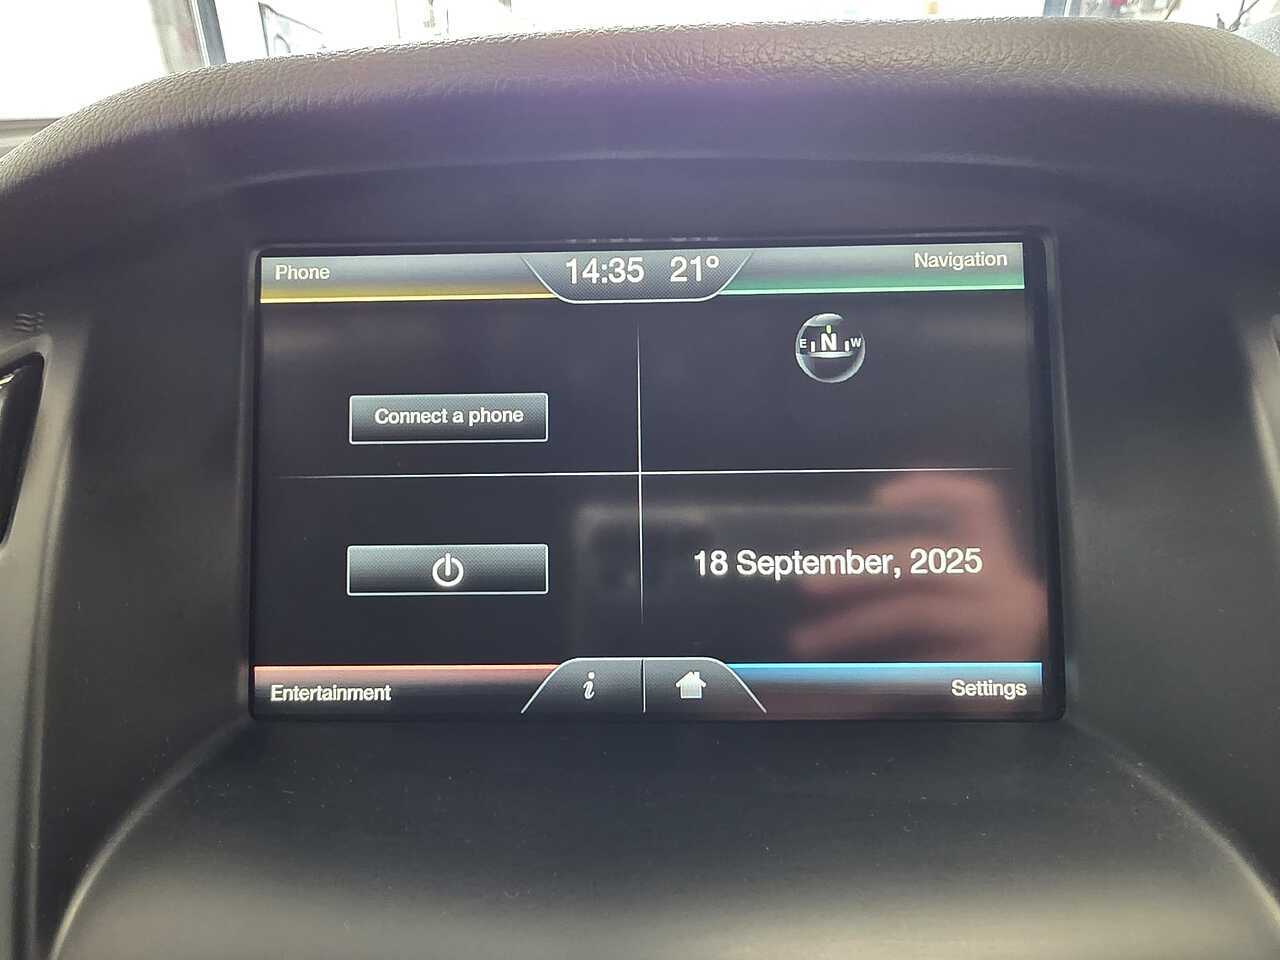 Phone
14:35 21°
Navigation
E N W
Connect a phone
18 September, 2025
Entertainment
i
Settings